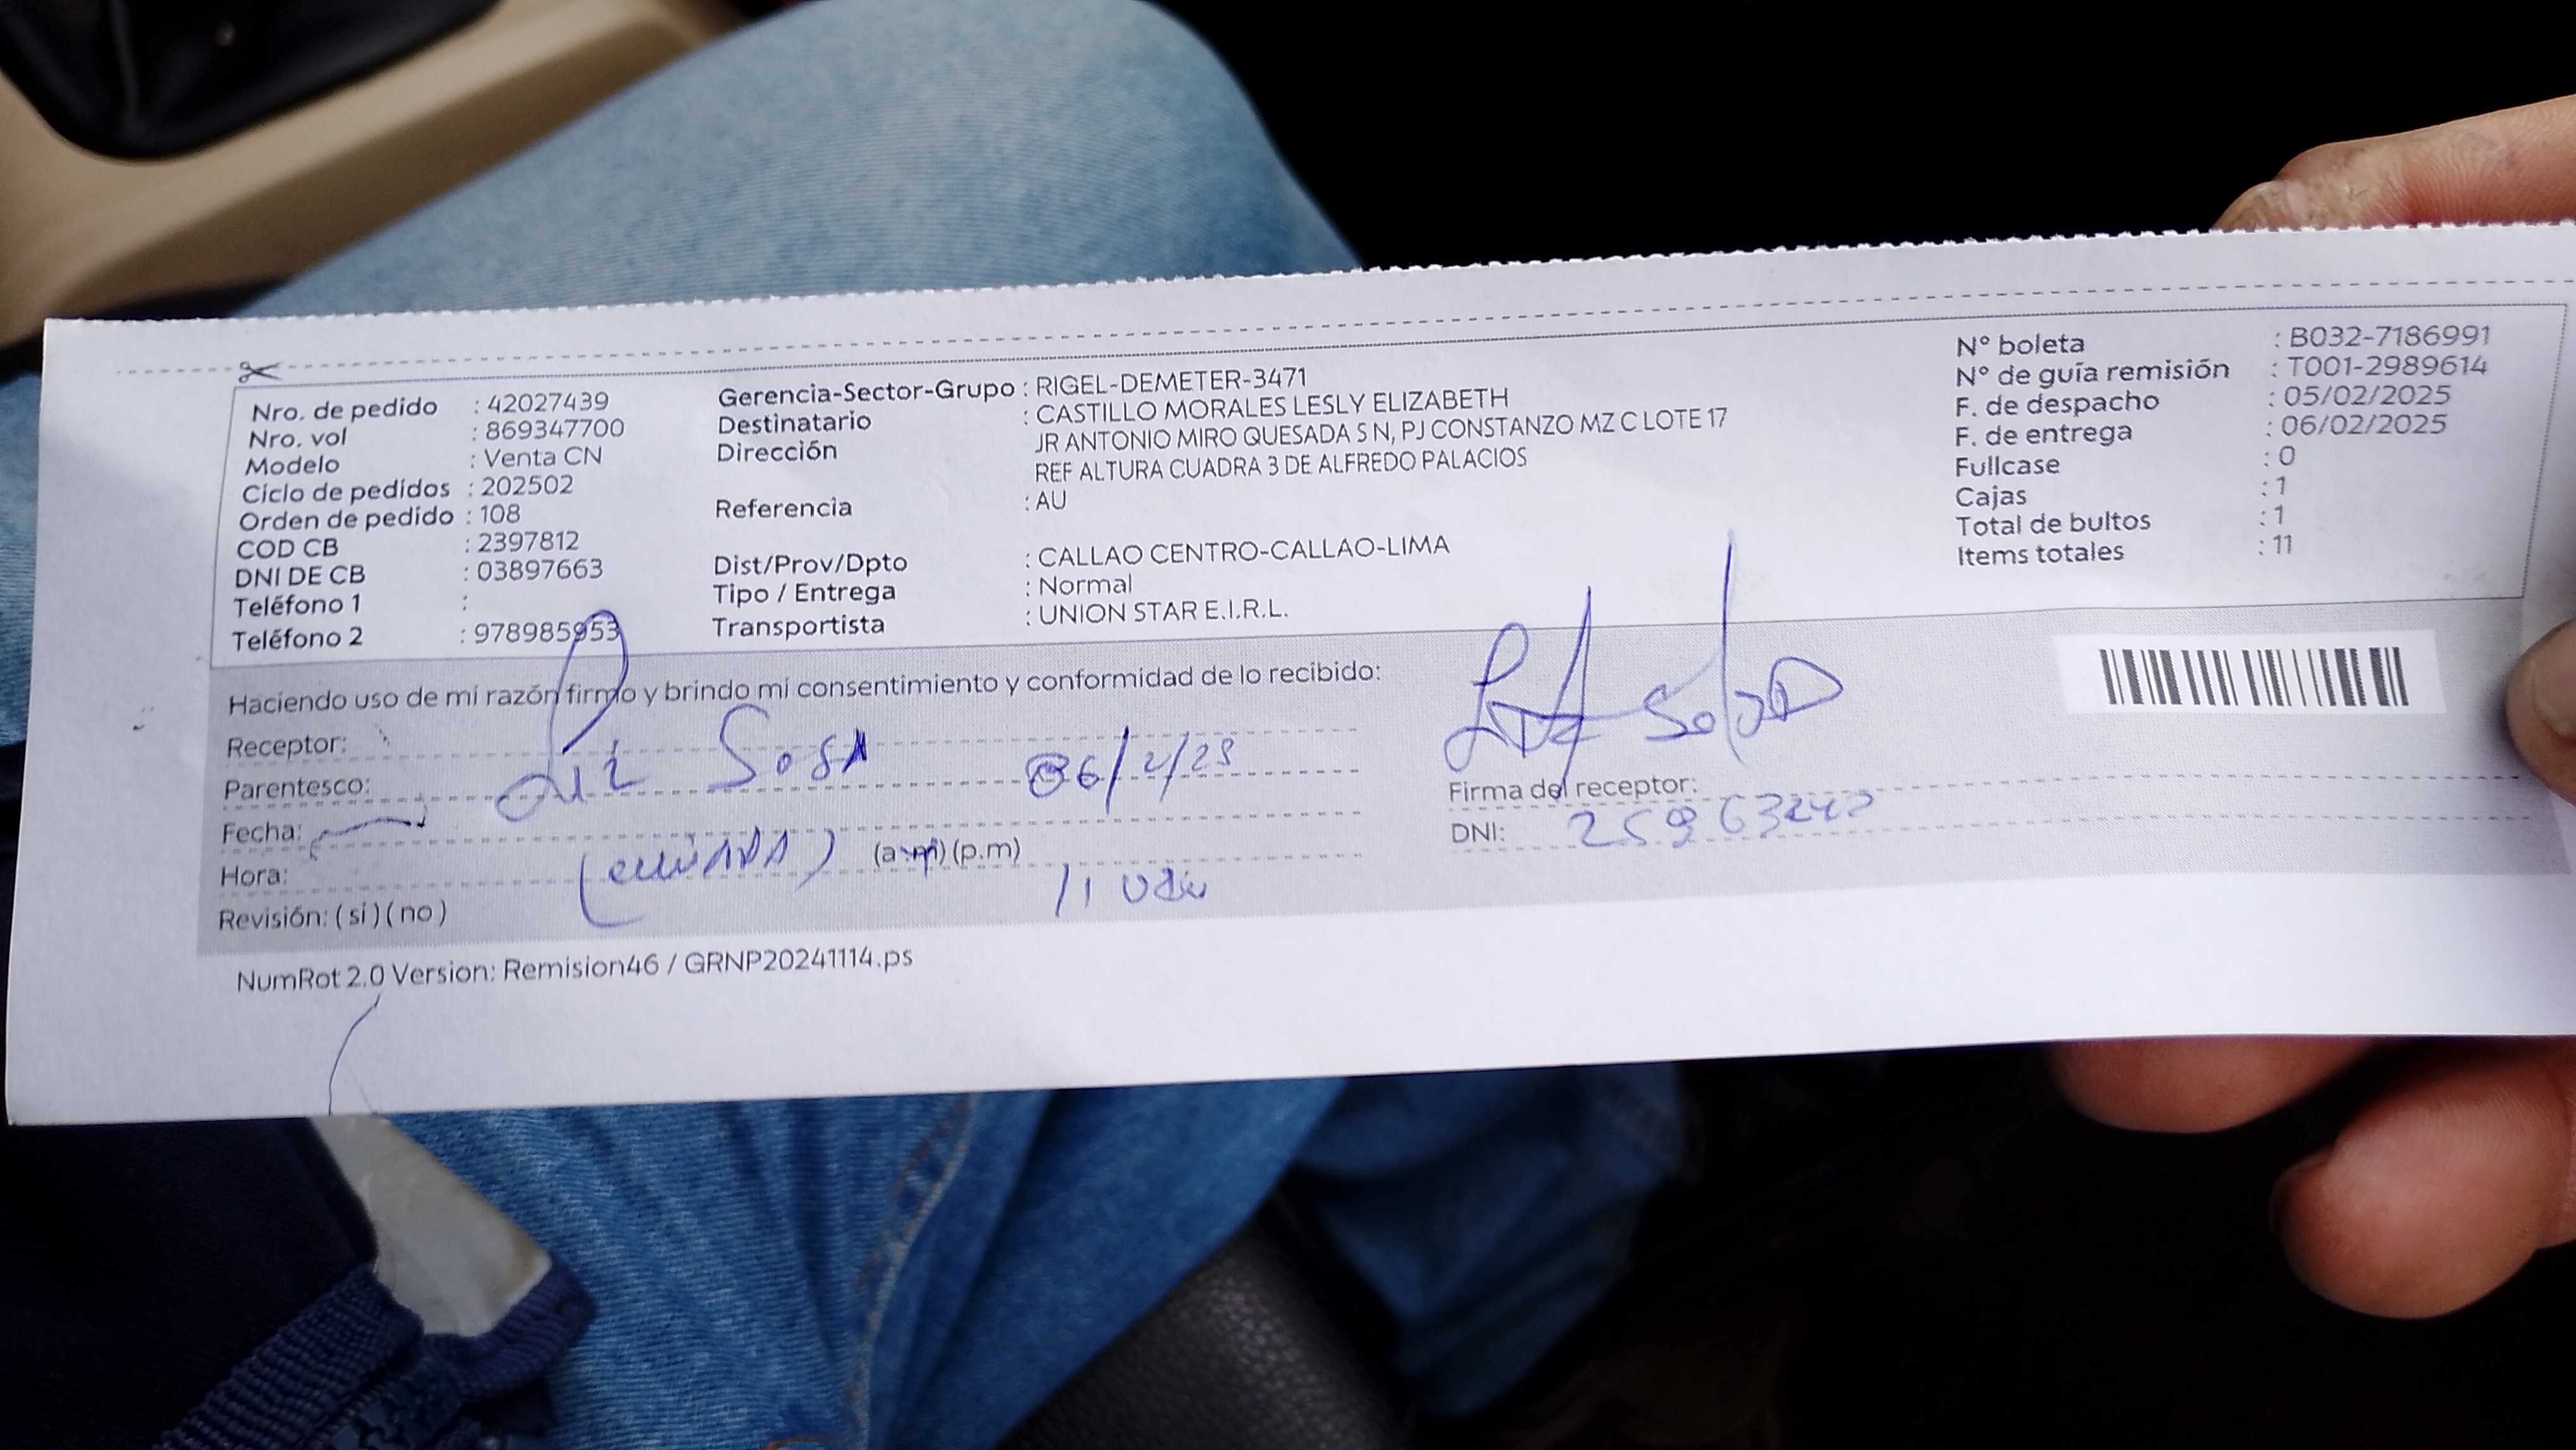 Nro. de pedido : 42027439
Nro. vol : 869347700
Modelo : Venta CN
Ciclo de pedidos : 202502
Orden de pedido : 108
COD CB : 2397812
DNI DE CB : 03897663
Teléfono 1 :
Teléfono 2 : 978985953
Gerencia-Sector-Grupo : RIGEL-DEMETER-3471
Destinatario : CASTILLO MORALES LESLY ELIZABETH
Dirección JR ANTONIO MIRO QUESADA S N, PJ CONSTANZO MZ C LOTE 17
REF ALTURA CUADRA 3 DE ALFREDO PALACIOS
Referencia : AU
Dist/Prov/Dpto : CALLAO CENTRO-CALLAO-LIMA
Tipo / Entrega : Normal
Transportista : UNION STAR E.I.R.L.
N° boleta : B032-7186991
N° de guía remisión : T001-2989614
F. de despacho : 05/02/2025
F. de entrega : 06/02/2025
Fullcase : 0
Cajas : 1
Total de bultos : 1
Items totales : 11
Haciendo uso de mi razón firmo y brindo mi consentimiento y conformidad de lo recibido:
Receptor:
Parentesco: Sosa
Fecha:
Hora: (cuñada) (a.m) (p.m)
Revisión: (si) (no)
Firma del receptor:
DNI:
NumRot 2.0 Version: Remision46 / GRNP20241114.ps